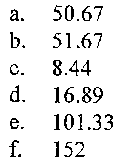 a. 50.67
b. 51.67
c. 8.44
d. 16.89
e. 101.33
f. 152